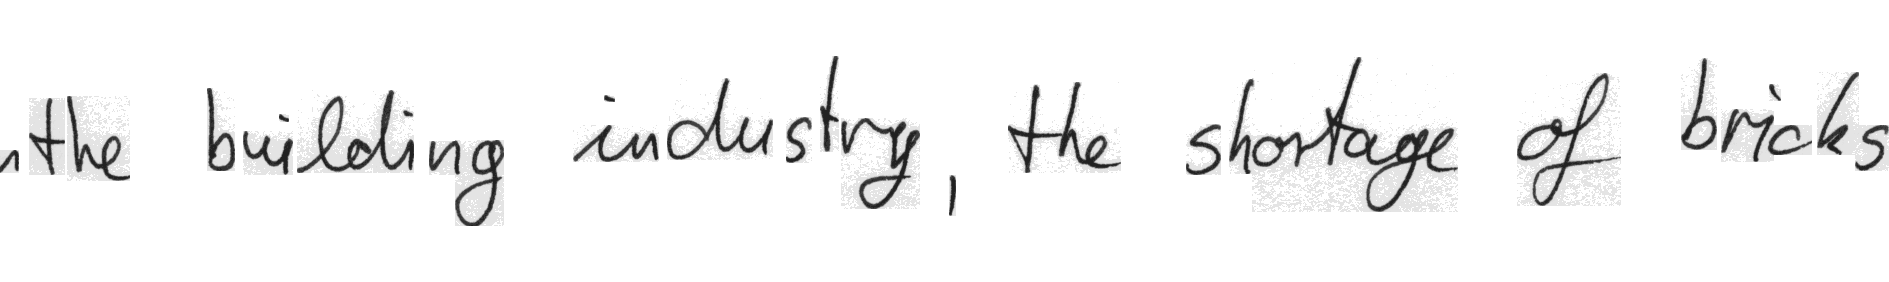 the building industry, the shortage of bricks